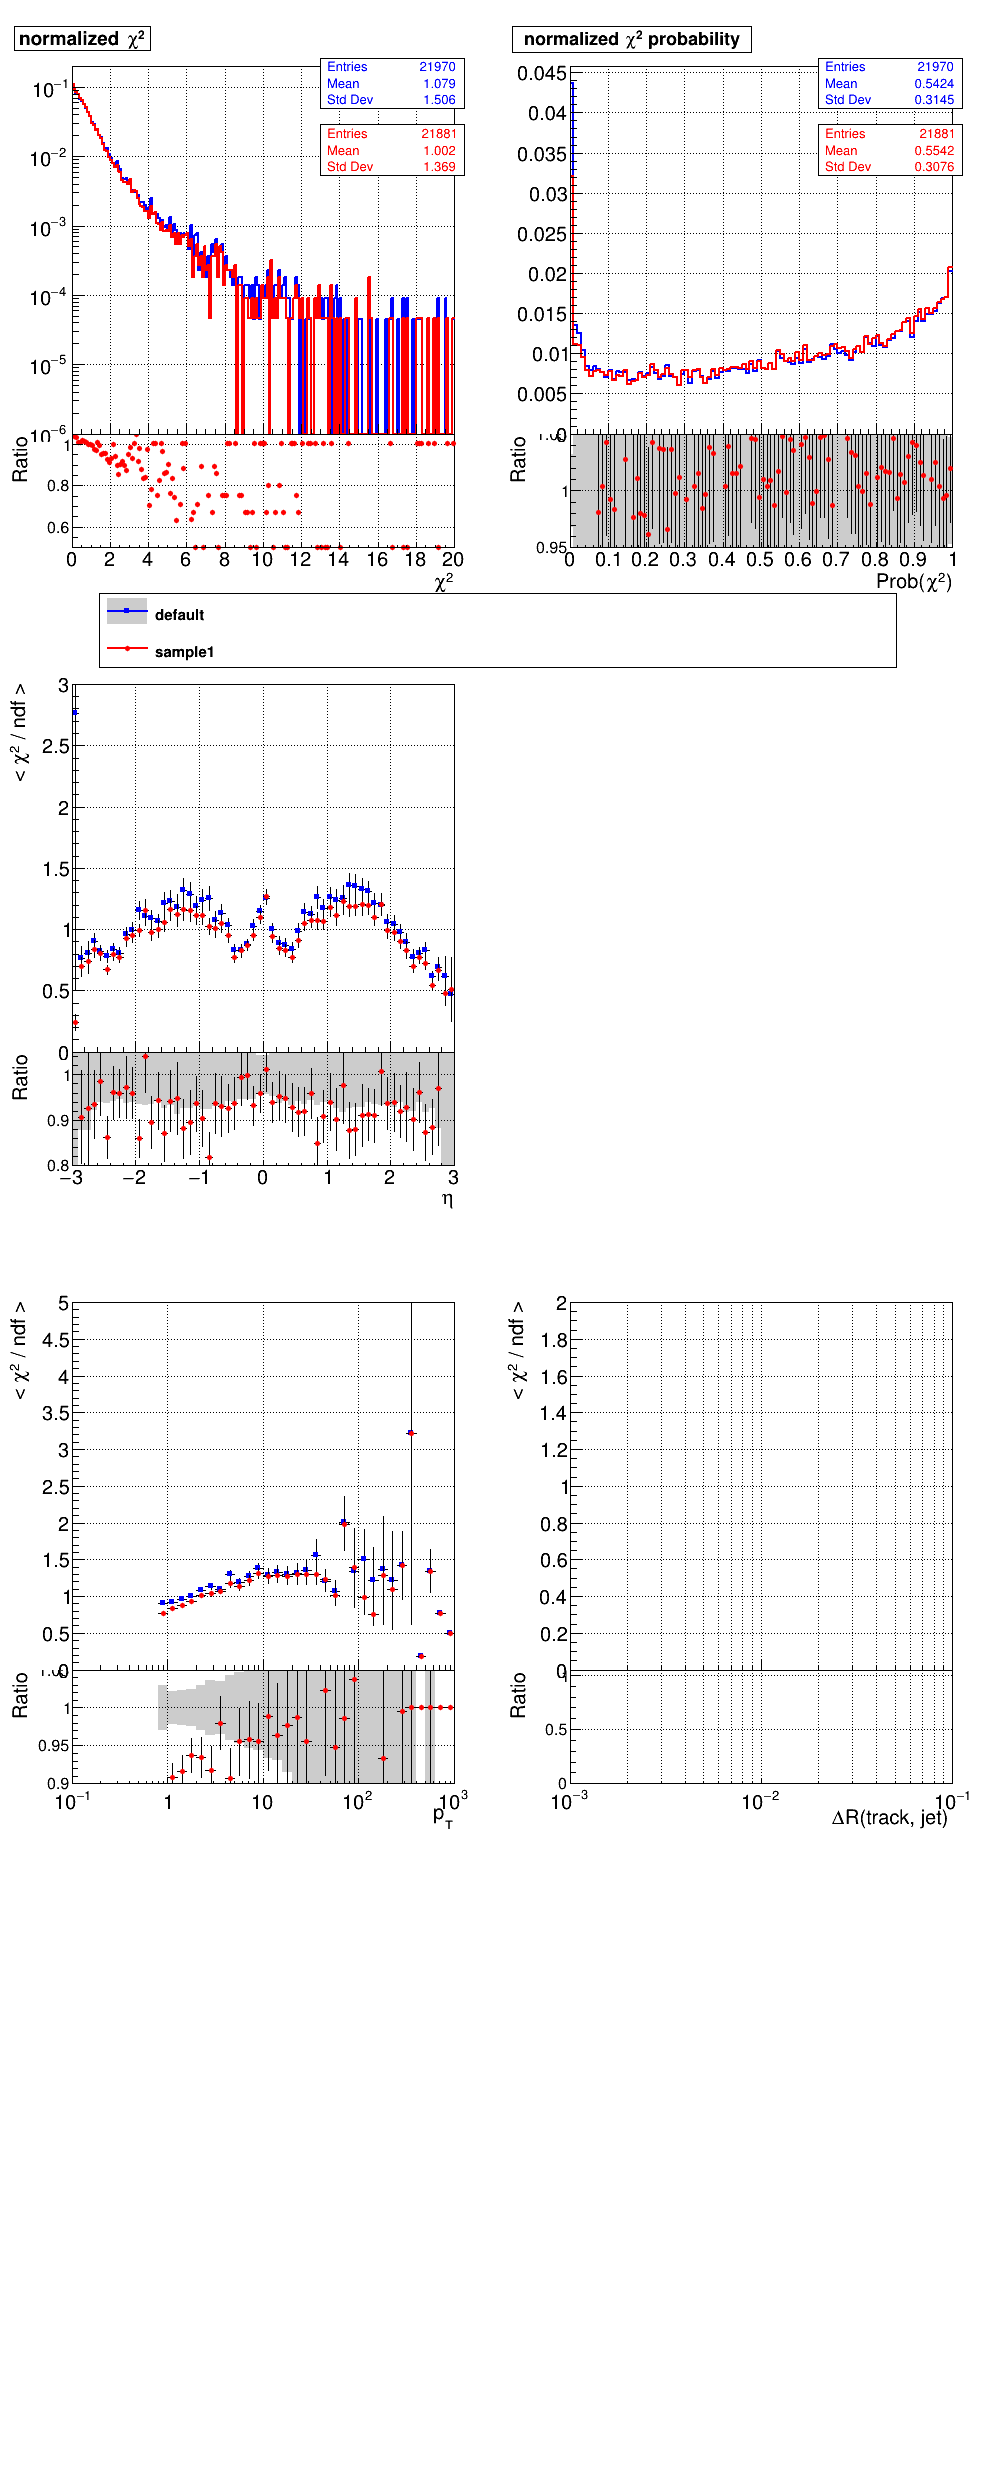 normalized χ²
Entries 21970
Mean 1.079
Std Dev 1.506
Entries 21881
Mean 1.002
Std Dev 1.369
10⁻¹
10⁻²
10⁻³
10⁻⁴
10⁻⁵
10⁻⁶
Ratio
1
0.8
0.6
0 2 4 6 8 10 12 14 16 18 20
χ²
normalized χ² probability
Entries 21970
Mean 0.5424
Std Dev 0.3145
Entries 21881
Mean 0.5542
Std Dev 0.3076
0.045
0.04
0.035
0.03
0.025
0.02
0.015
0.01
0.005
0
Ratio
1
0.95
0 0.1 0.2 0.3 0.4 0.5 0.6 0.7 0.8 0.9 1
Prob(χ²)
default
sample1
< χ² / ndf >
3
2.5
2
1.5
1
0.5
0
Ratio
1
0.9
0.8
−3 −2 −1 0 1 2 3
η
< χ² / ndf >
5
4.5
4
3.5
3
2.5
2
1.5
1
0.5
0
Ratio
1
0.95
0.9
10⁻¹ 1 10 10² 10³
p_T
< χ² / ndf >
2
1.8
1.6
1.4
1.2
1
0.8
0.6
0.4
0.2
0
Ratio
1
0.5
0
10⁻³ 10⁻² 10⁻¹
ΔR(track, jet)